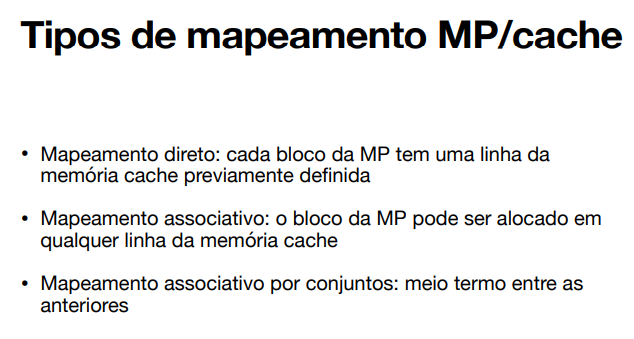 Tipos de mapeamento MP/cache
• Mapeamento direto: cada bloco da MP tem uma linha da
memória cache previamente definida
• Mapeamento associativo: o bloco da MP pode ser alocado em
qualquer linha da memória cache
• Mapeamento associativo por conjuntos: meio termo entre as
anteriores